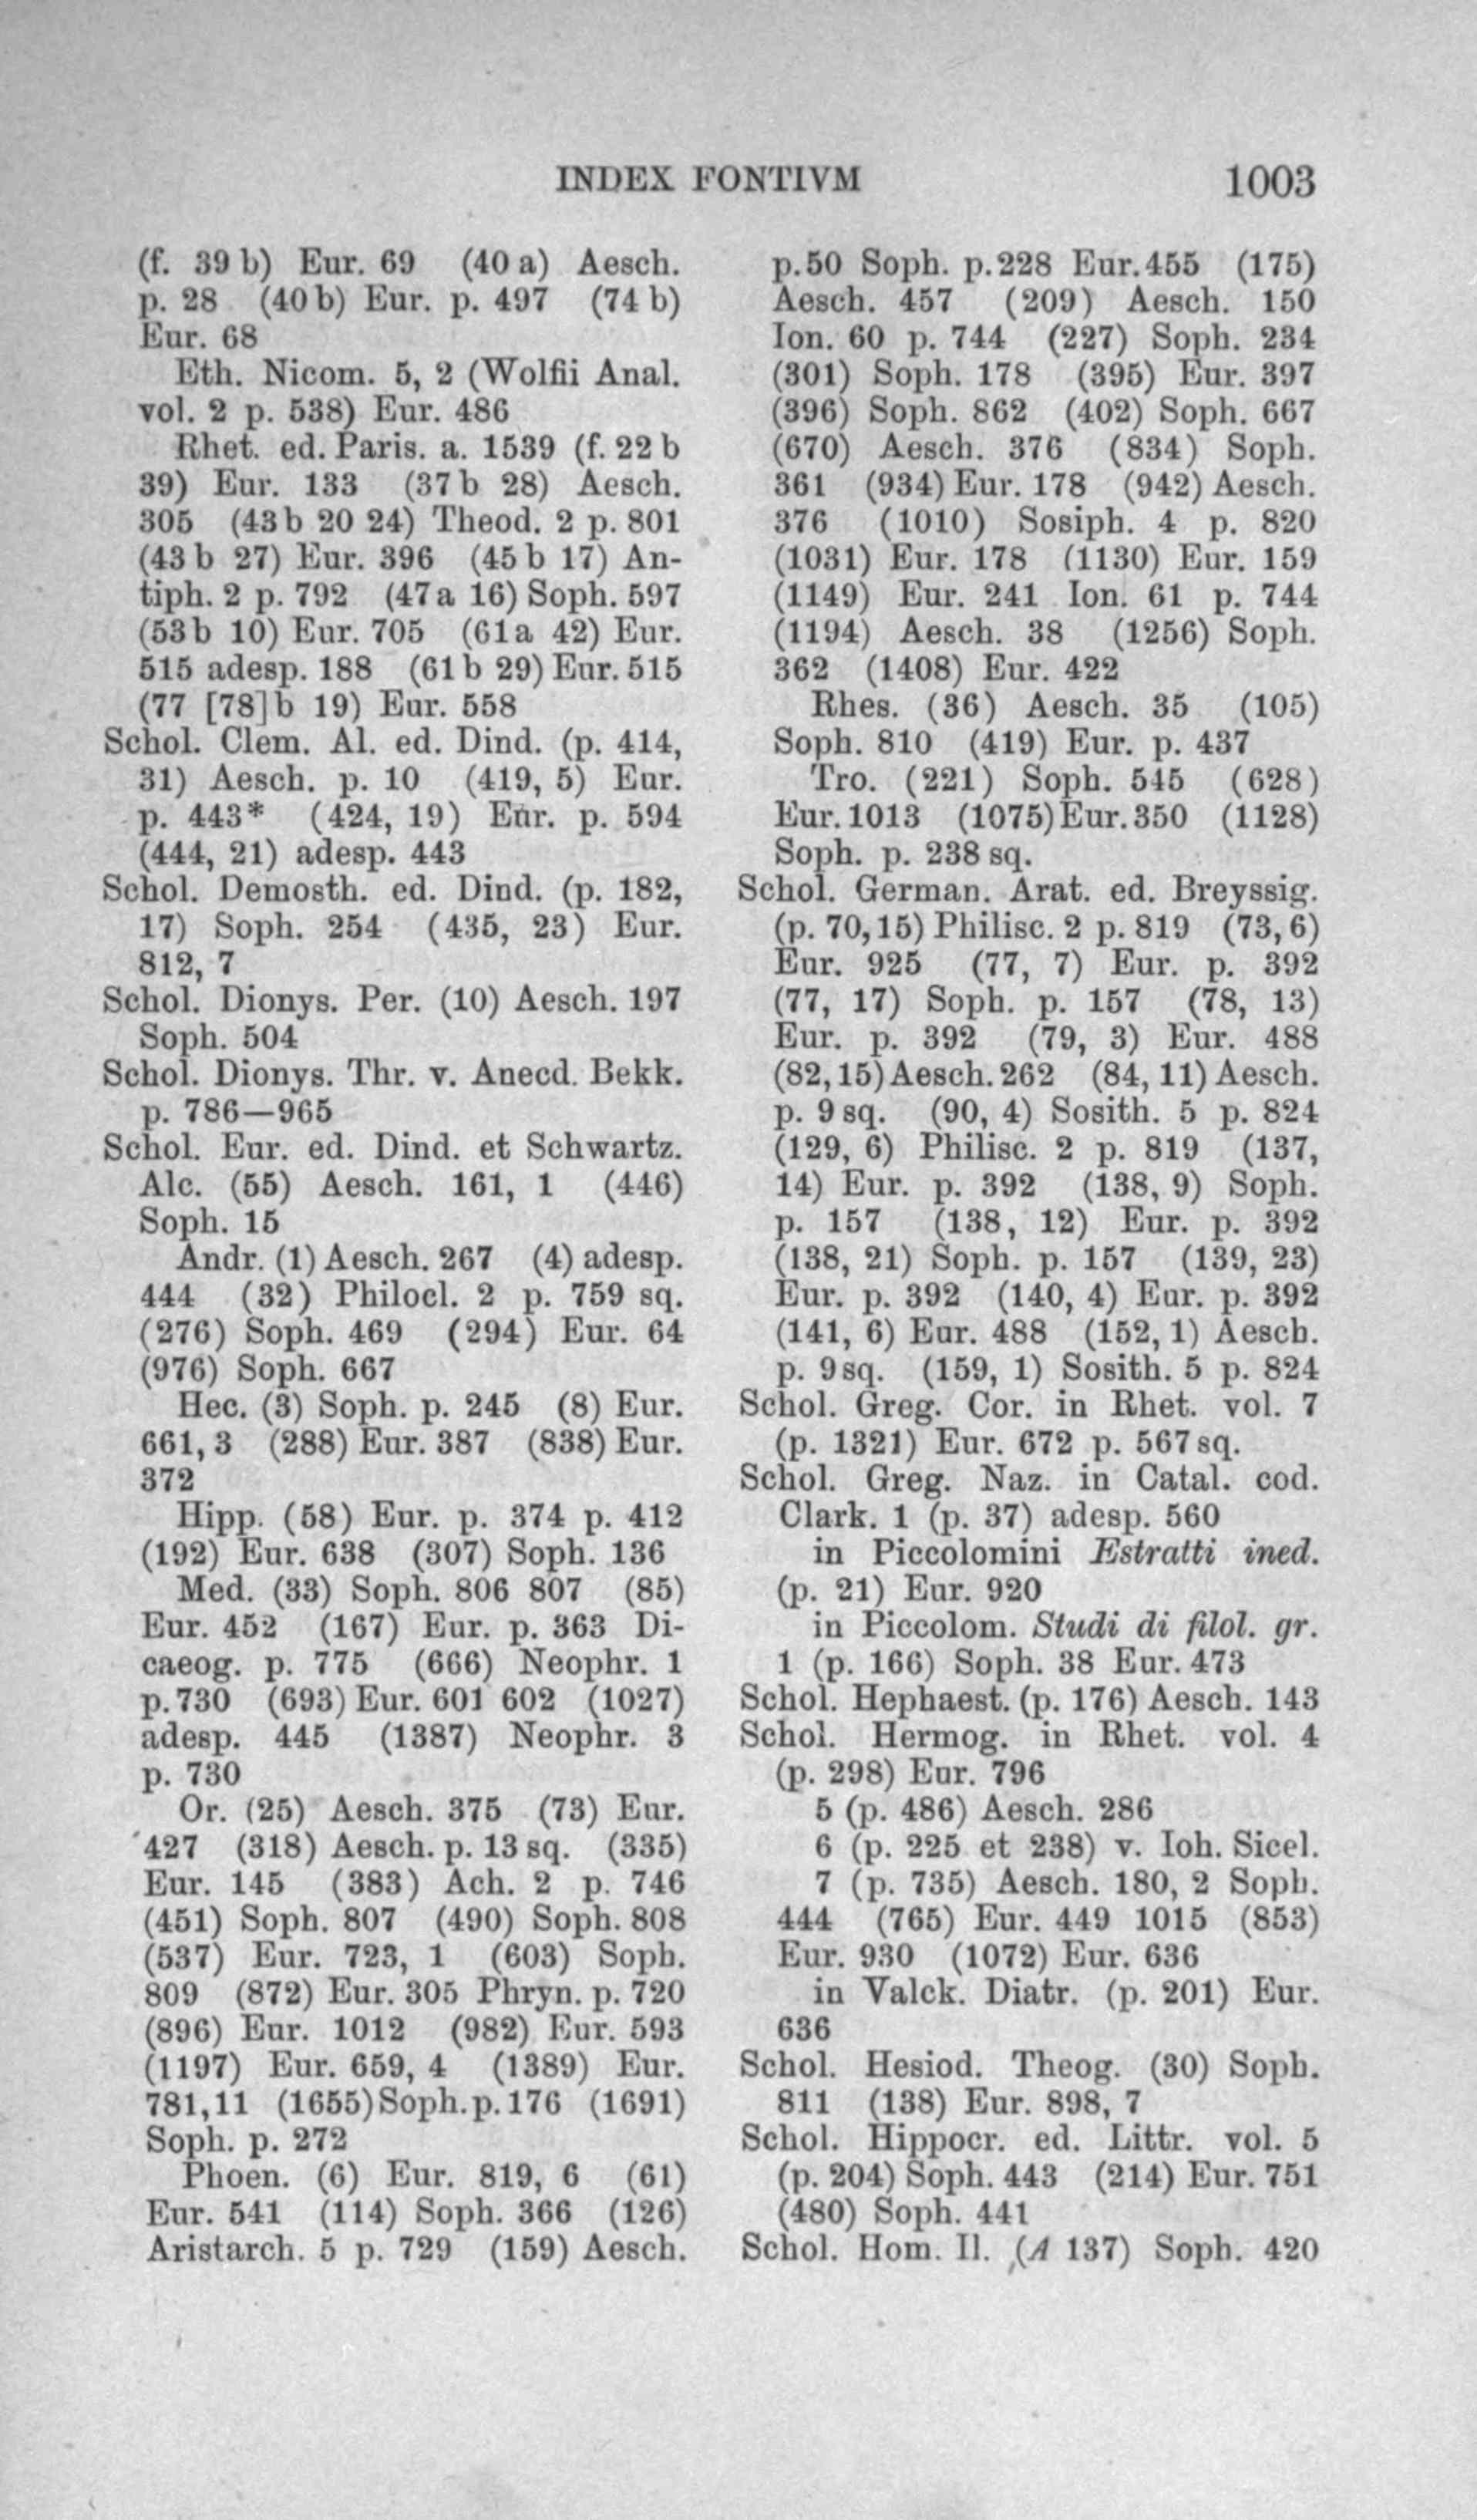 INDEX FONTIVM 1003
(f. 39 b) Eur. 69 (40 a) Aesch.
p. 28 (40 b) Eur. p. 497 (74 b)
Eur. 68
Eth. Nicom. 5, 2 (Wolfii Anal.
vol. 2 p. 538) Eur. 486
Rhet. ed. Paris. a. 1539 (f. 22 b
39) Eur. 133 (37 b 28) Aesch.
305 (43 b 20 24) Theod. 2 p. 801
(43 b 27) Eur. 396 (45 b 17) An-
tiph. 2 p. 792 (47 a 16) Soph. 597
(53 b 10) Eur. 705 (61 a 42) Eur.
515 adesp. 188 (61 b 29) Eur. 515
(77 [78] b 19) Eur. 558
Schol. Clem. Al. ed. Dind. (p. 414,
31) Aesch. p. 10 (419, 5) Eur.
p. 443* (424, 19) Eur. p. 594
(444, 21) adesp. 443
Schol. Demosth. ed. Dind. (p. 182,
17) Soph. 254 (435, 23) Eur.
812, 7
Schol. Dionys. Per. (10) Aesch. 197
Soph. 504
Schol. Dionys. Thr. v. Anecd. Bekk.
p. 786—965
Schol. Eur. ed. Dind. et Schwartz.
Alc. (55) Aesch. 161, 1 (446)
Soph. 15
Andr. (1) Aesch. 267 (4) adesp.
444 (32) Philocl. 2 p. 759 sq.
(276) Soph. 469 (294) Eur. 64
(976) Soph. 667
Hec. (3) Soph. p. 245 (8) Eur.
661, 3 (288) Eur. 387 (838) Eur.
372
Hipp. (58) Eur. p. 374 p. 412
(192) Eur. 638 (307) Soph. 136
Med. (33) Soph. 806 807 (85)
Eur. 452 (167) Eur. p. 363 Di-
caeog. p. 775 (666) Neophr. 1
p. 730 (693) Eur. 601 602 (1027)
adesp. 445 (1387) Neophr. 3
p. 730
Or. (25) Aesch. 375 (73) Eur.
427 (318) Aesch. p. 13 sq. (335)
Eur. 145 (383) Ach. 2 p. 746
(451) Soph. 807 (490) Soph. 808
(537) Eur. 723, 1 (603) Soph.
809 (872) Eur. 305 Phryn. p. 720
(896) Eur. 1012 (982) Eur. 593
(1197) Eur. 659, 4 (1389) Eur.
781, 11 (1655) Soph. p. 176 (1691)
Soph. p. 272
Phoen. (6) Eur. 819, 6 (61)
Eur. 541 (114) Soph. 366 (126)
Aristarch. 5 p. 729 (159) Aesch.
p. 50 Soph. p. 228 Eur. 455 (175)
Aesch. 457 (209) Aesch. 150
Ion. 60 p. 744 (227) Soph. 234
(301) Soph. 178 (395) Eur. 397
(396) Soph. 862 (402) Soph. 667
(670) Aesch. 376 (834) Soph.
361 (934) Eur. 178 (942) Aesch.
376 (1010) Sosiph. 4 p. 820
(1031) Eur. 178 (1130) Eur. 159
(1149) Eur. 241 Ion. 61 p. 744
(1194) Aesch. 38 (1256) Soph.
362 (1408) Eur. 422
Rhes. (36) Aesch. 35 (105)
Soph. 810 (419) Eur. p. 437
Tro. (221) Soph. 545 (628)
Eur. 1013 (1075) Eur. 350 (1128)
Soph. p. 238 sq.
Schol. German. Arat. ed. Breyssig.
(p. 70, 15) Philisc. 2 p. 819 (73, 6)
Eur. 925 (77, 7) Eur. p. 392
(77, 17) Soph. p. 157 (78, 13)
Eur. p. 392 (79, 3) Eur. 488
(82, 15) Aesch. 262 (84, 11) Aesch.
p. 9 sq. (90, 4) Sosith. 5 p. 824
(129, 6) Philisc. 2 p. 819 (137,
14) Eur. p. 392 (138, 9) Soph.
p. 157 (138, 12) Eur. p. 392
(138, 21) Soph. p. 157 (139, 23)
Eur. p. 392 (140, 4) Eur. p. 392
(141, 6) Eur. 488 (152, 1) Aesch.
p. 9 sq. (159, 1) Sosith. 5 p. 824
Schol. Greg. Cor. in Rhet. vol. 7
(p. 1321) Eur. 672 p. 567 sq.
Schol. Greg. Naz. in Catal. cod.
Clark. 1 (p. 37) adesp. 560
in Piccolomini Estratti ined.
(p. 21) Eur. 920
in Piccolom. Studi di filol. gr.
1 (p. 166) Soph. 38 Eur. 473
Schol. Hephaest. (p. 176) Aesch. 143
Schol. Hermog. in Rhet. vol. 4
(p. 298) Eur. 796
5 (p. 486) Aesch. 286
6 (p. 225 et 238) v. Ioh. Sicel.
7 (p. 735) Aesch. 180, 2 Soph.
444 (765) Eur. 449 1015 (853)
Eur. 930 (1072) Eur. 636
in Valck. Diatr. (p. 201) Eur.
636
Schol. Hesiod. Theog. (30) Soph.
811 (138) Eur. 898, 7
Schol. Hippocr. ed. Littr. vol. 5
(p. 204) Soph. 443 (214) Eur. 751
(480) Soph. 441
Schol. Hom. Il. (A 137) Soph. 420